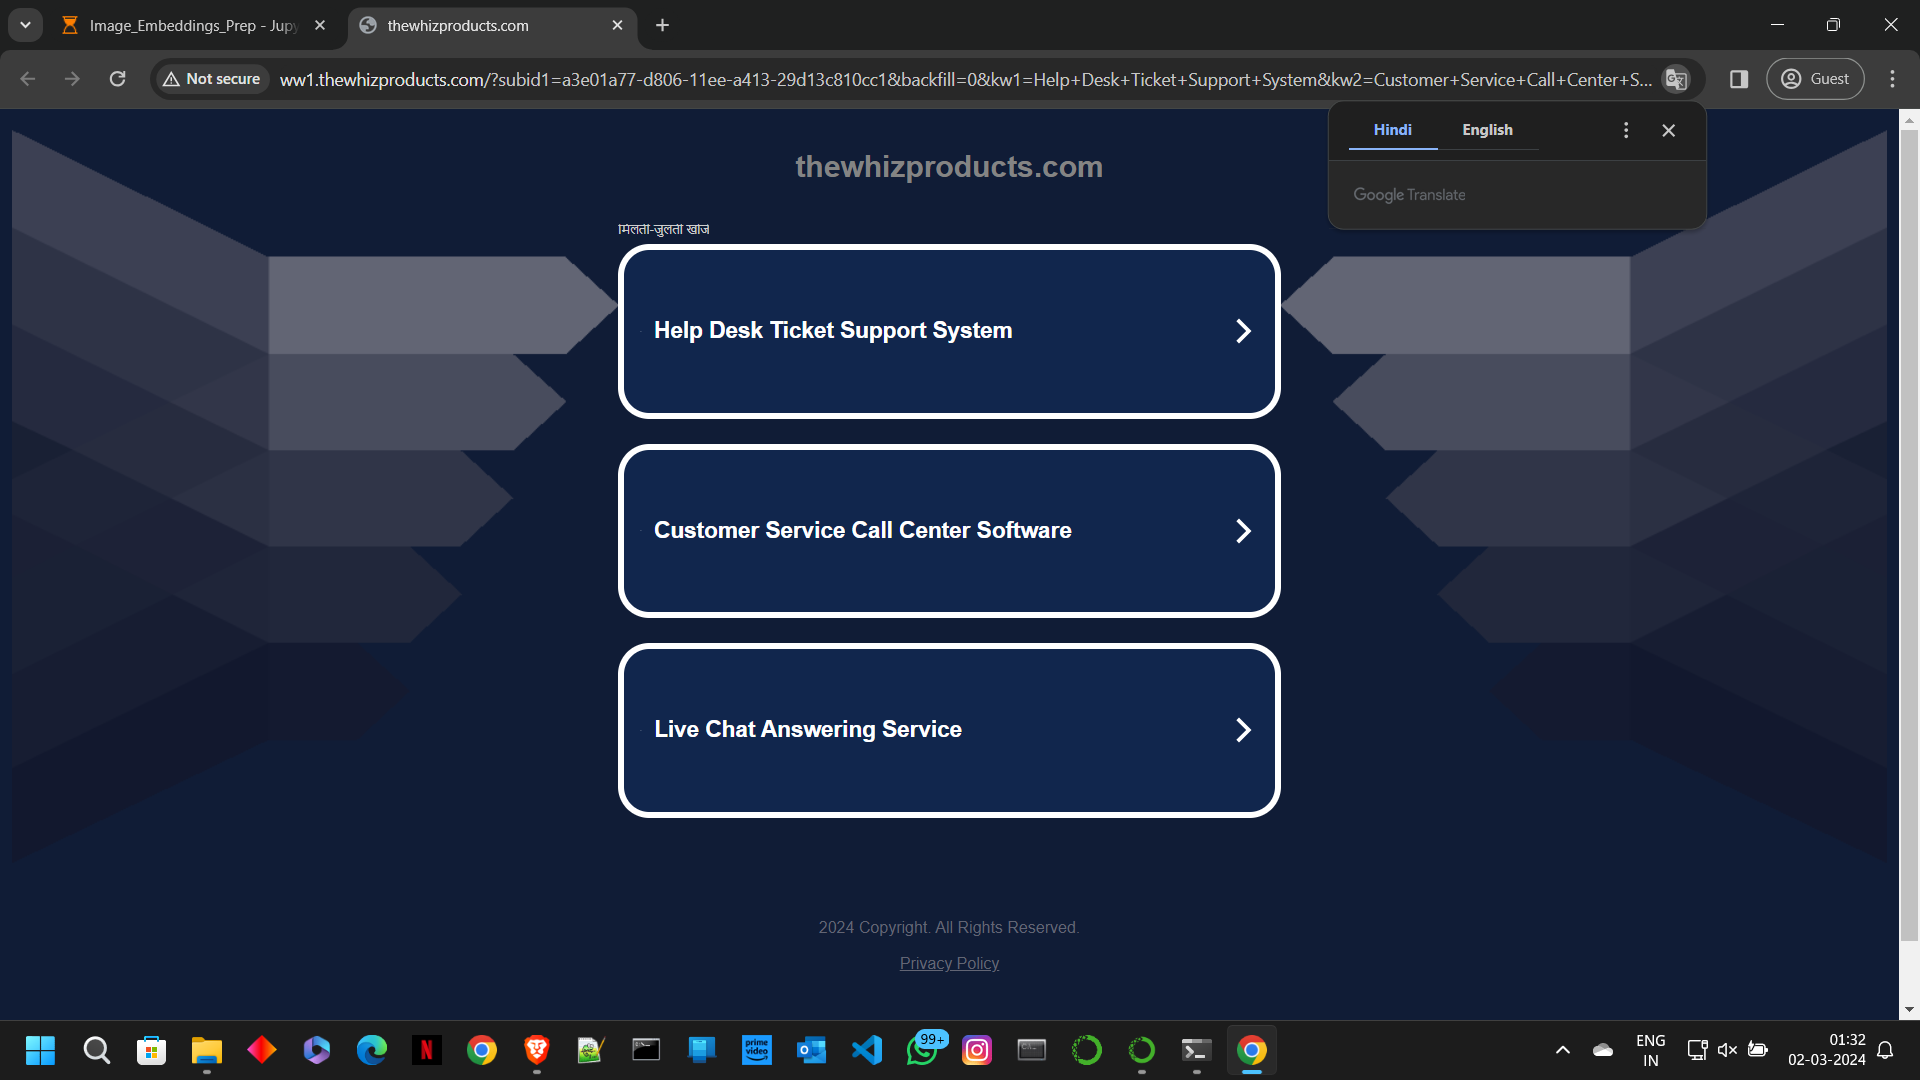 Image_Embeddings_Prep - Jupy
thewhizproducts.com
Not secure
ww1.thewhizproducts.com/?subid1=a3e01a77-d806-11ee-a413-29d13c810cc1&backfill=0&kw1=Help+Desk+Ticket+Support+System&kw2=Customer+Service+Call+Center+S...
Guest
Hindi
English
Google Translate
thewhizproducts.com
मिलती-जुलती खोजें
Help Desk Ticket Support System
Customer Service Call Center Software
Live Chat Answering Service
2024 Copyright. All Rights Reserved.
Privacy Policy
prime video
99+
ENG
IN
01:32
02-03-2024